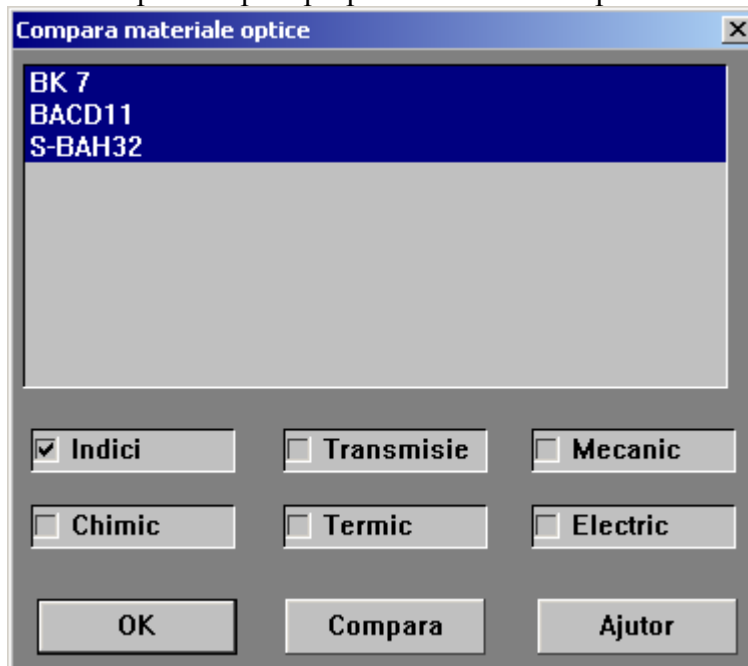 Compara materiale optice
BK 7
BACD11
S-BAH32
Indici Transmisie Mecanic
Chimic Termic Electric
OK Compara Ajutor